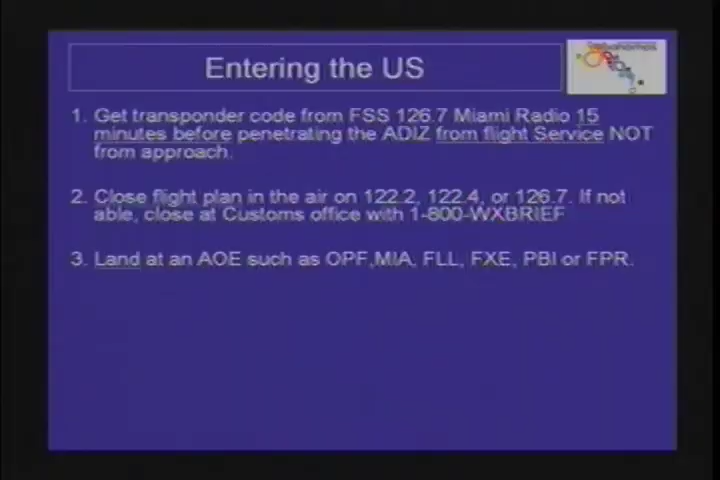 Entering the US
1. Get transponder code from FSS 126.7 Miami Radio 15
minutes before penetrating the ADIZ from flight Service NOT
from approach.
2. Close flight plan in the air on 122.2, 122.4, or 126.7. If not
able, close at Customs office with 1-800-WXBRIEF
3. Land at an AOE such as OPF,MIA, FLL, FXE, PBI or FPR.